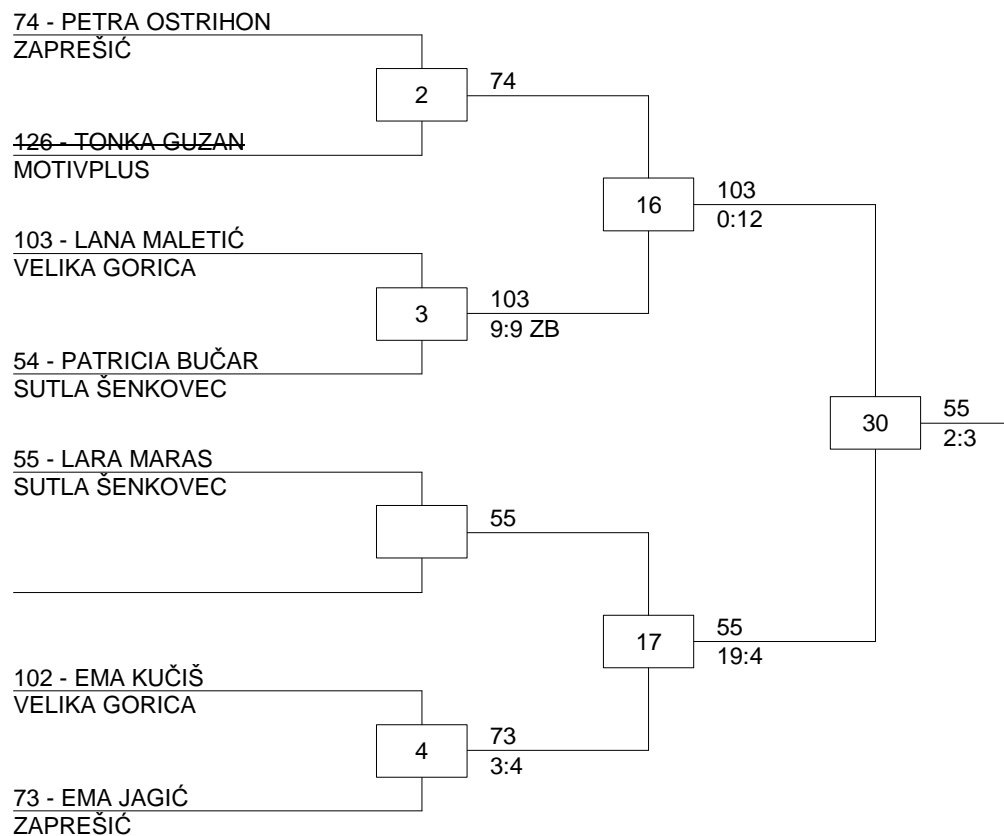 74 - PETRA OSTRIHON
ZAPREŠIĆ
2
74
126 - TONKA GUZAN
MOTIVPLUS
16
103
0:12
103 - LANA MALETIĆ
VELIKA GORICA
3
103
9:9 ZB
54 - PATRICIA BUČAR
SUTLA ŠENKOVEC
30
55
2:3
55 - LARA MARAS
SUTLA ŠENKOVEC
55
17
55
19:4
102 - EMA KUČIŠ
VELIKA GORICA
4
73
3:4
73 - EMA JAGIĆ
ZAPREŠIĆ